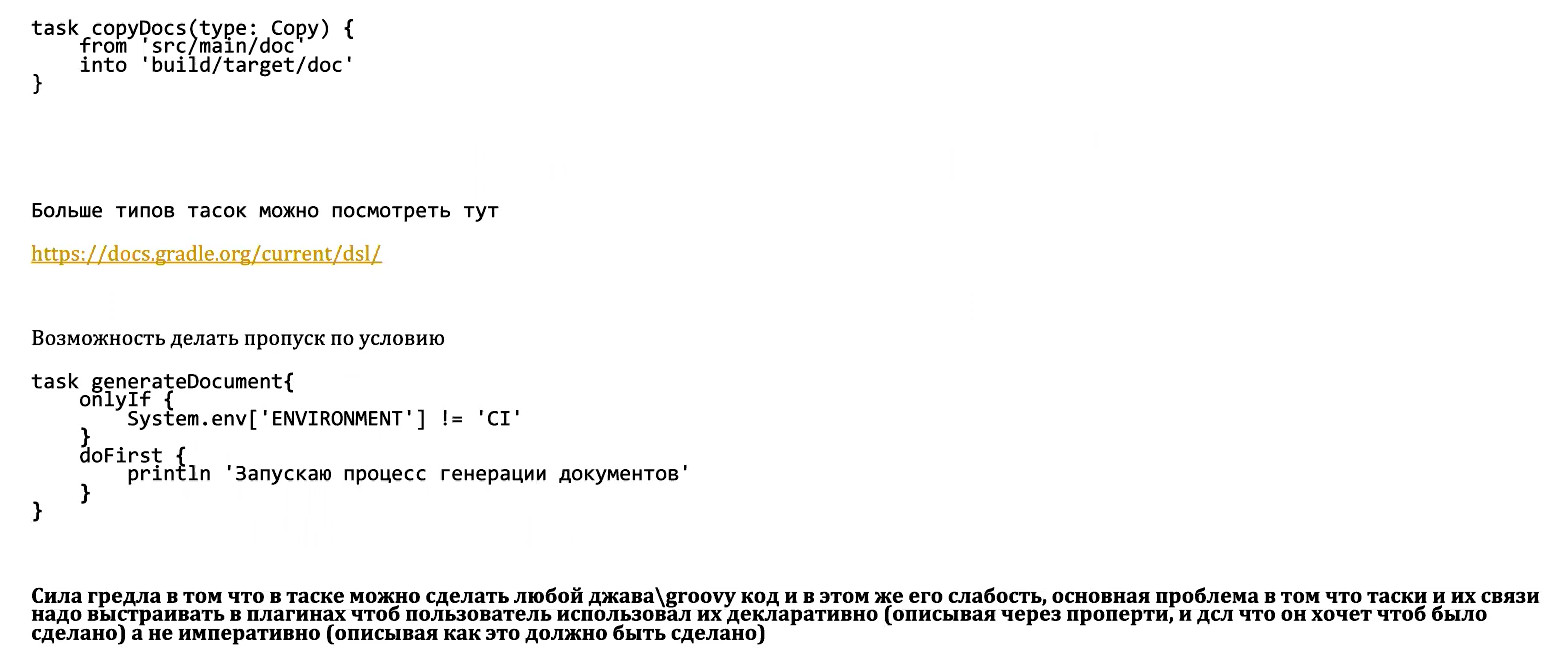 task copyDocs(type: Copy) {
    from 'src/main/doc'
    into 'build/target/doc'
}
Больше типов тасок можно посмотреть тут
https://docs.gradle.org/current/dsl/
Возможность делать пропуск по условию
task generateDocument{
    onlyIf {
        System.env['ENVIRONMENT'] != 'CI'
    }
    doFirst {
        println 'Запускаю процесс генерации документов'
    }
}
Сила гредла в том что в таске можно сделать любой джава\groovy код и в этом же его слабость, основная проблема в том что таски и их связи
надо выстраивать в плагинах чтоб пользователь использовал их декларативно (описывая через проперти, и дсл что он хочет чтоб было
сделано) а не императивно (описывая как это должно быть сделано)